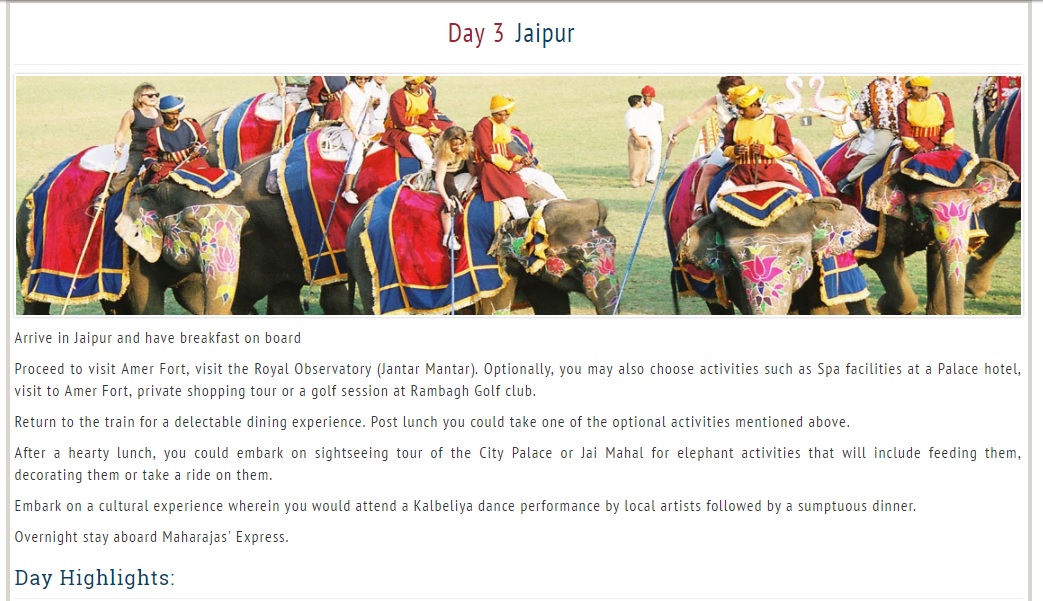 Day 3 Jaipur
Arrive in Jaipur and have breakfast on board
Proceed to visit Amer Fort, visit the Royal Observatory (Jantar Mantar). Optionally, you may also choose activities such as Spa facilities at a Palace hotel,
visit to Amer Fort, private shopping tour or a golf session at Rambagh Golf club.
Return to the train for a delectable dining experience. Post lunch you could take one of the optional activities mentioned above.
After a hearty lunch, you could embark on sightseeing tour of the City Palace or Jai Mahal for elephant activities that will include feeding them,
decorating them or take a ride on them.
Embark on a cultural experience wherein you would attend a Kalbeliya dance performance by local artists followed by a sumptuous dinner.
Overnight stay aboard Maharajas' Express.
Day Highlights: